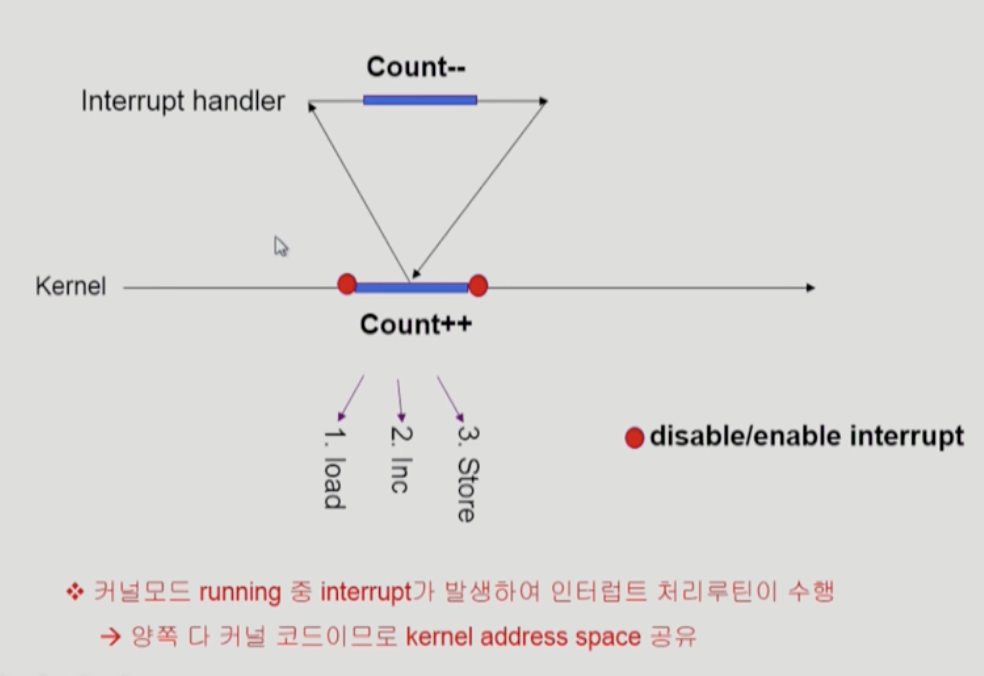 Count--
Interrupt handler
Kernel
Count++
1. load
2. Inc
3. Store
disable/enable interrupt
❖ 커널모드 running 중 interrupt가 발생하여 인터럽트 처리루틴이 수행
→ 양쪽 다 커널 코드이므로 kernel address space 공유